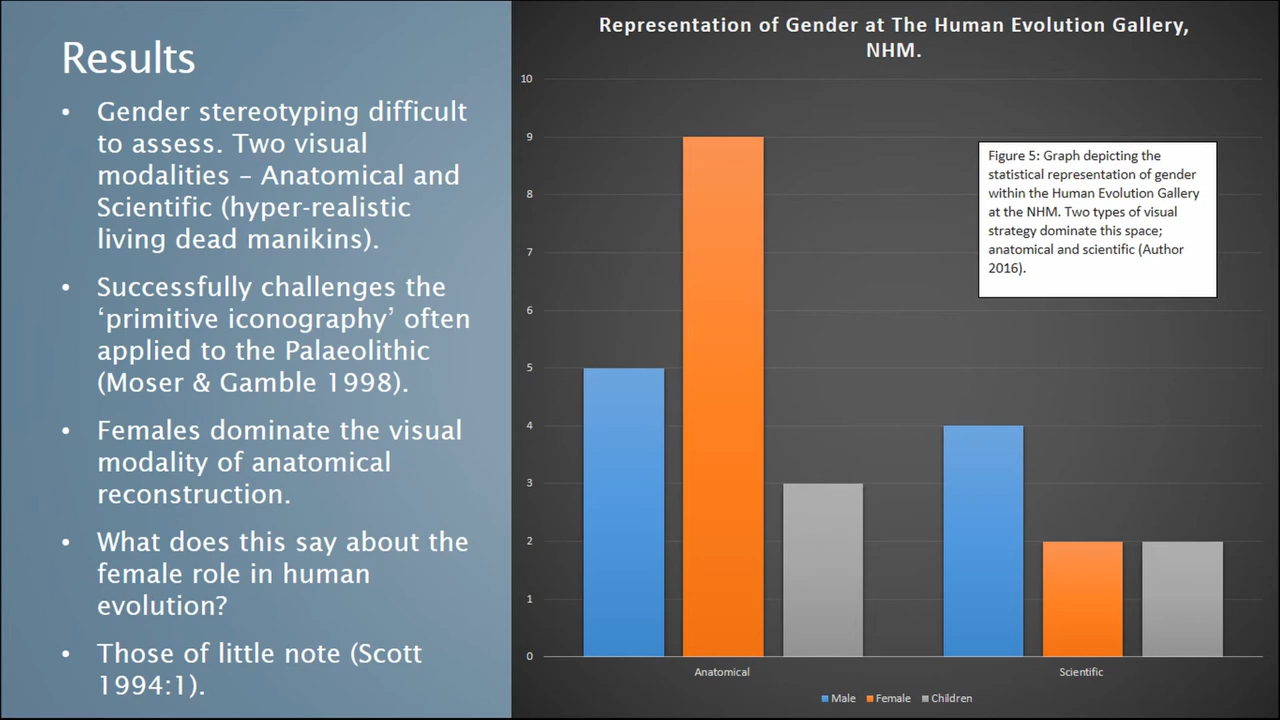 Results
• Gender stereotyping difficult
to assess. Two visual
modalities – Anatomical and
Scientific (hyper-realistic
living dead manikins).
• Successfully challenges the
‘primitive iconography’ often
applied to the Palaeolithic
(Moser & Gamble 1998).
• Females dominate the visual
modality of anatomical
reconstruction.
• What does this say about the
female role in human
evolution?
• Those of little note (Scott
1994:1).
Representation of Gender at The Human Evolution Gallery,
NHM.
10
9
8
7
6
5
4
3
2
1
0
Figure 5: Graph depicting the
statistical representation of gender
within the Human Evolution Gallery
at the NHM. Two types of visual
strategy dominate this space;
anatomical and scientific (Author
2016).
Anatomical
Scientific
Male Female Children